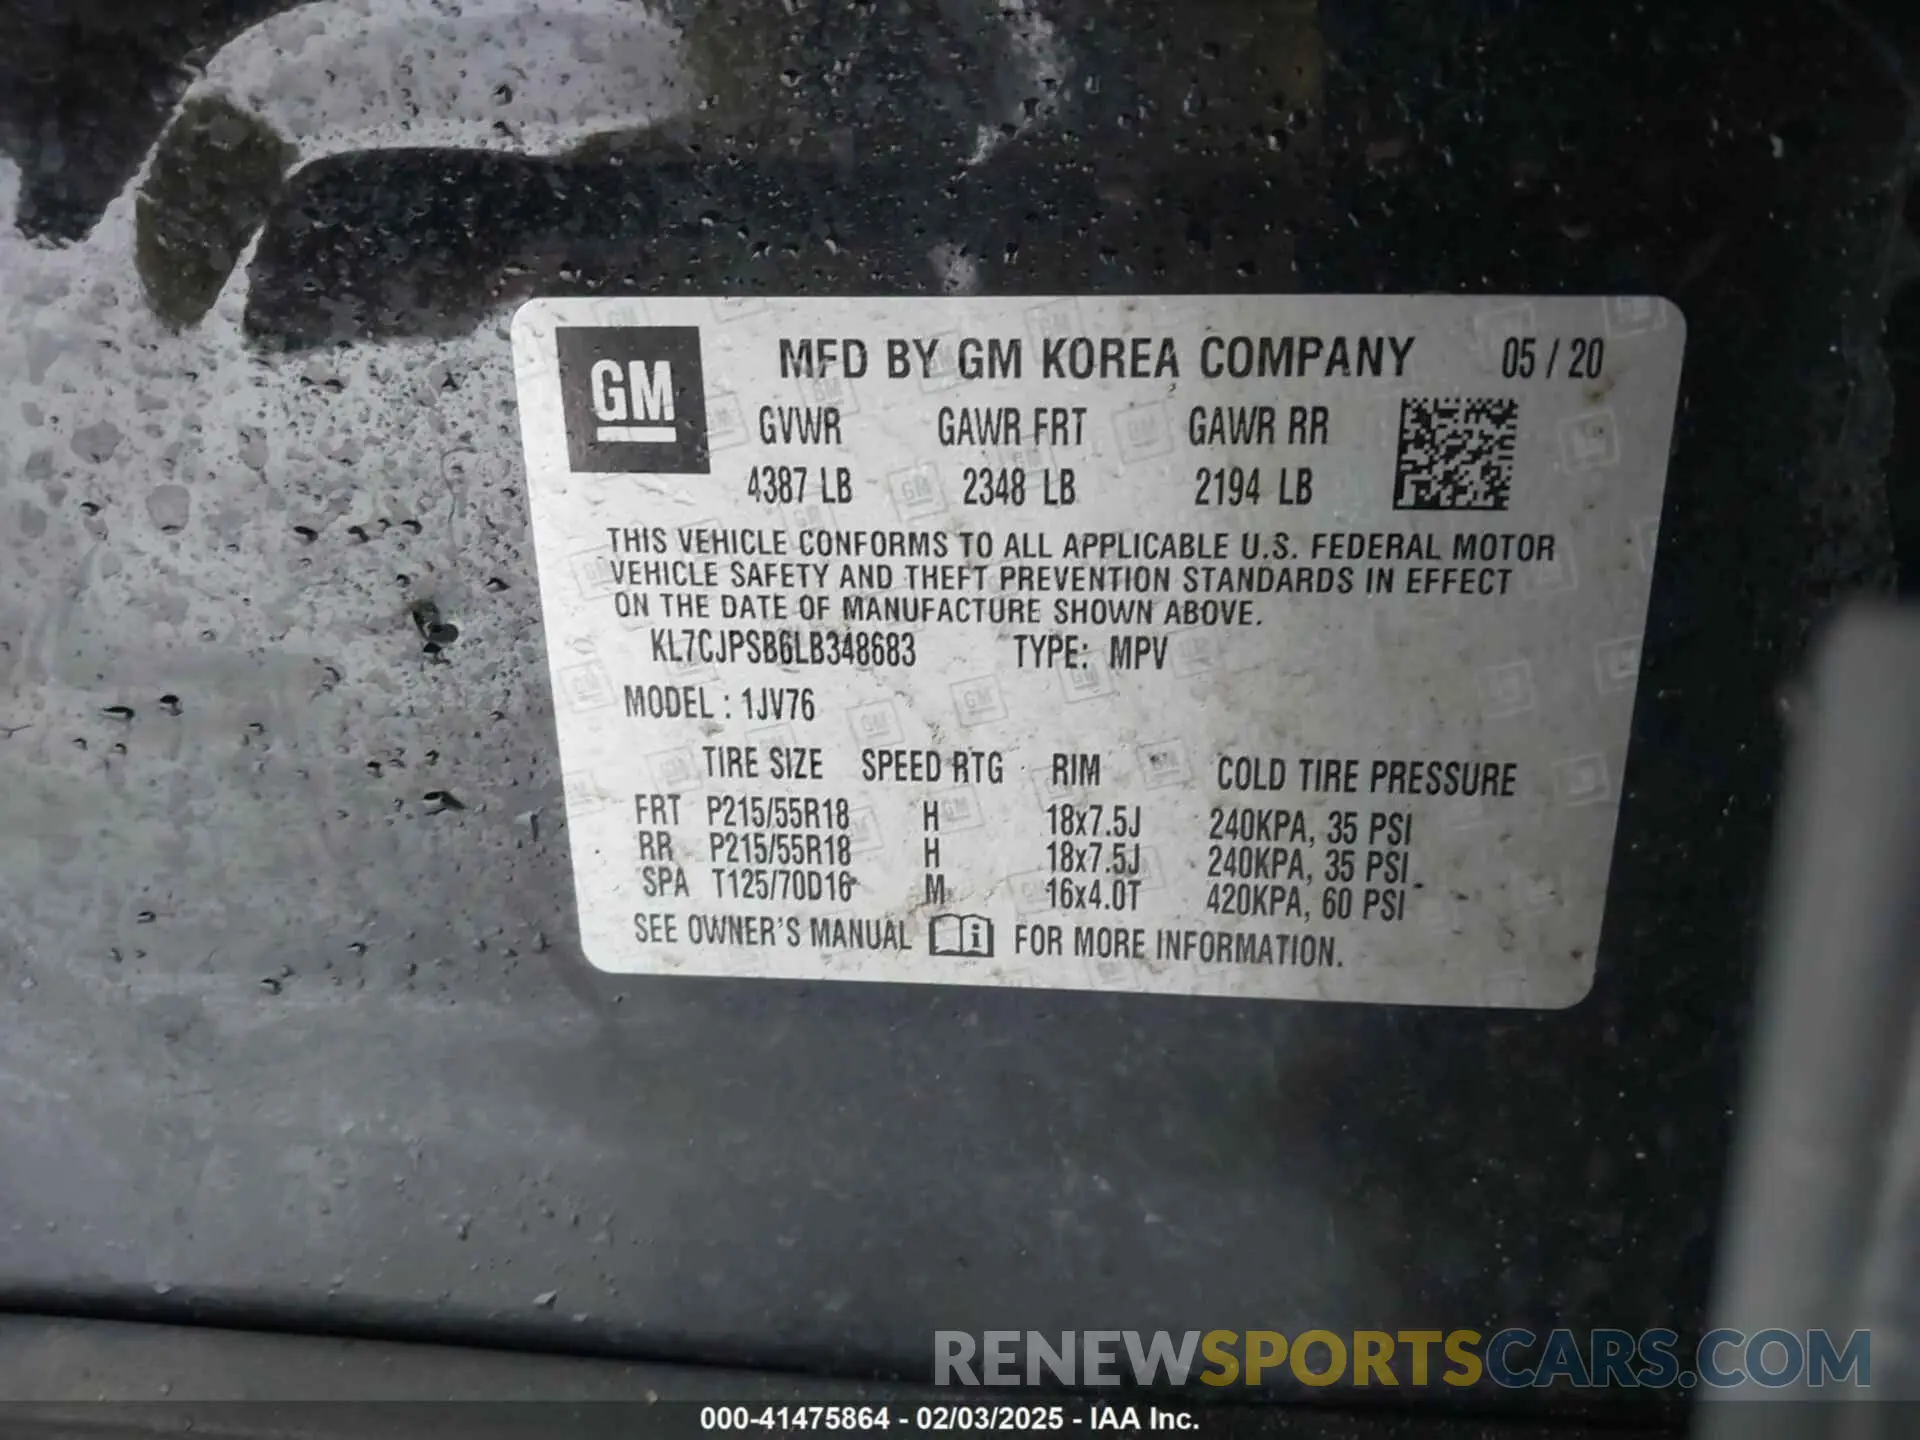 GM
MFD BY GM KOREA COMPANY 05 / 20
GVWR GAWR FRT GAWR RR
4387 LB 2348 LB 2194 LB
THIS VEHICLE CONFORMS TO ALL APPLICABLE U.S. FEDERAL MOTOR
VEHICLE SAFETY AND THEFT PREVENTION STANDARDS IN EFFECT
ON THE DATE OF MANUFACTURE SHOWN ABOVE.
KL7CJPSB6LB348683 TYPE: MPV
MODEL : 1JV76
TIRE SIZE SPEED RTG RIM COLD TIRE PRESSURE
FRT P215/55R18 H 18x7.5J 240KPA, 35 PSI
RR P215/55R18 H 18x7.5J 240KPA, 35 PSI
SPA T125/70D16 M 16x4.0T 420KPA, 60 PSI
SEE OWNER'S MANUAL i FOR MORE INFORMATION.
RENEWSPORTSCARS.COM
000-41475864 - 02/03/2025 - IAA Inc.